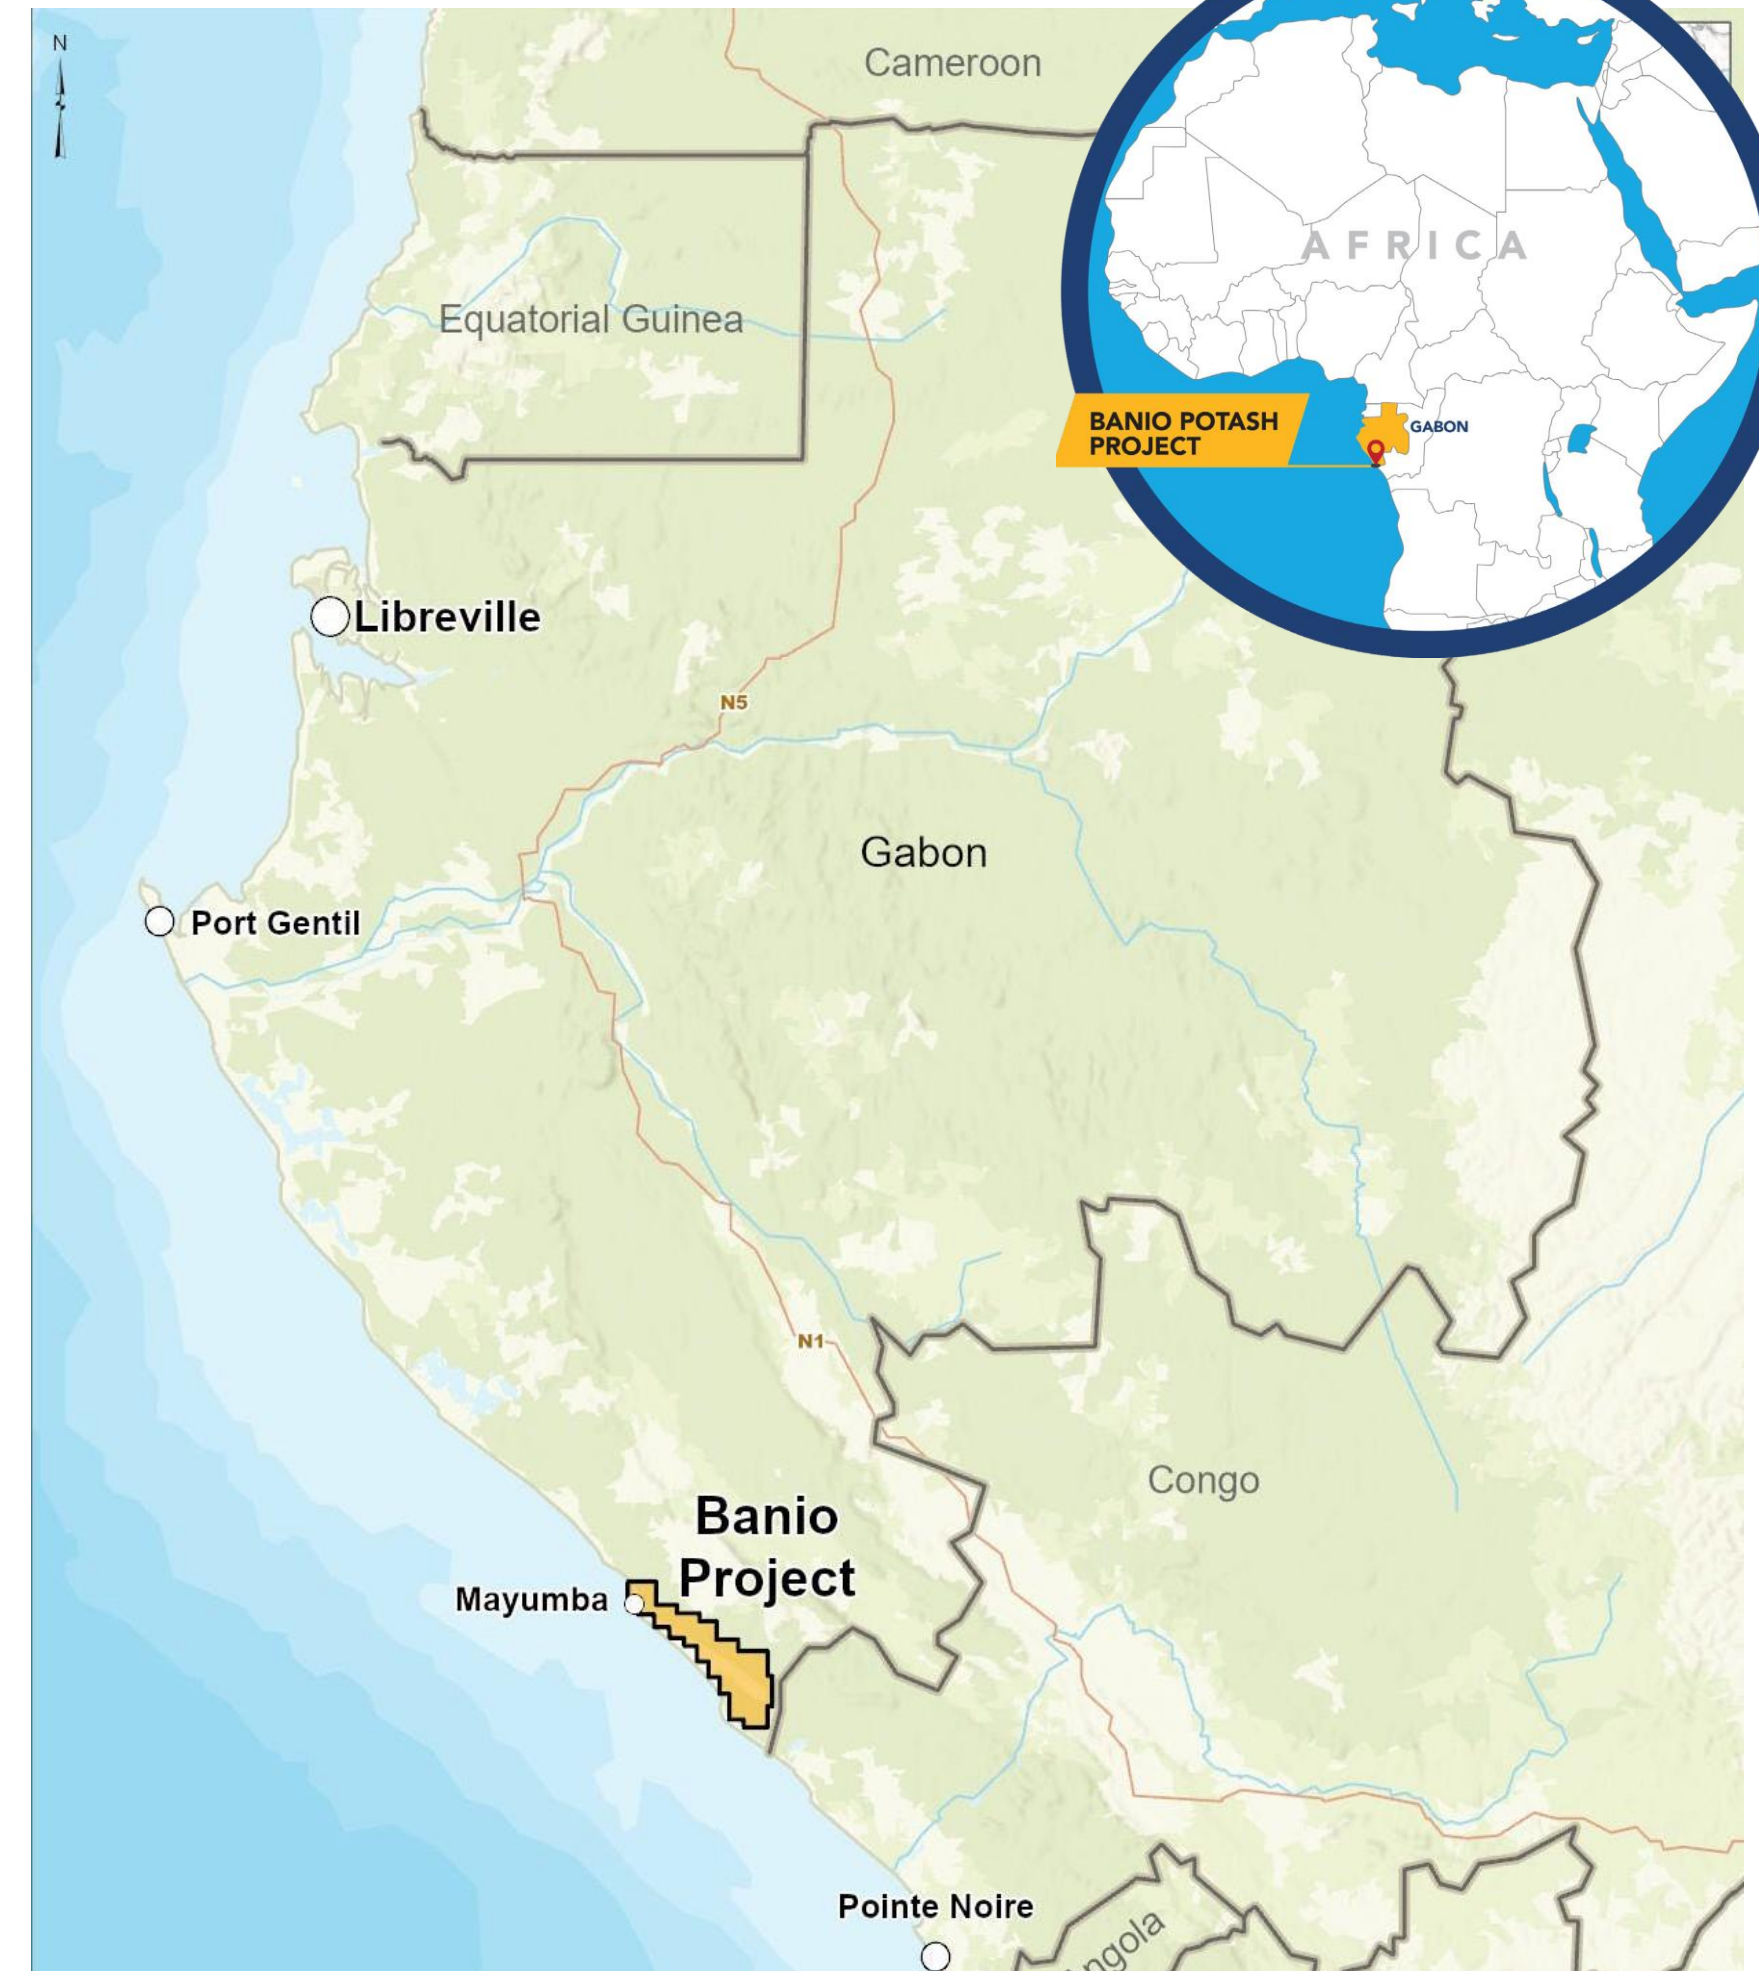 N
Cameroon
AFRICA
Equatorial Guinea
BANIO POTASH
PROJECT
GABON
Libreville
N5
Gabon
Port Gentil
N1
Congo
Banio
Project
Mayumba
Pointe Noire
ngola